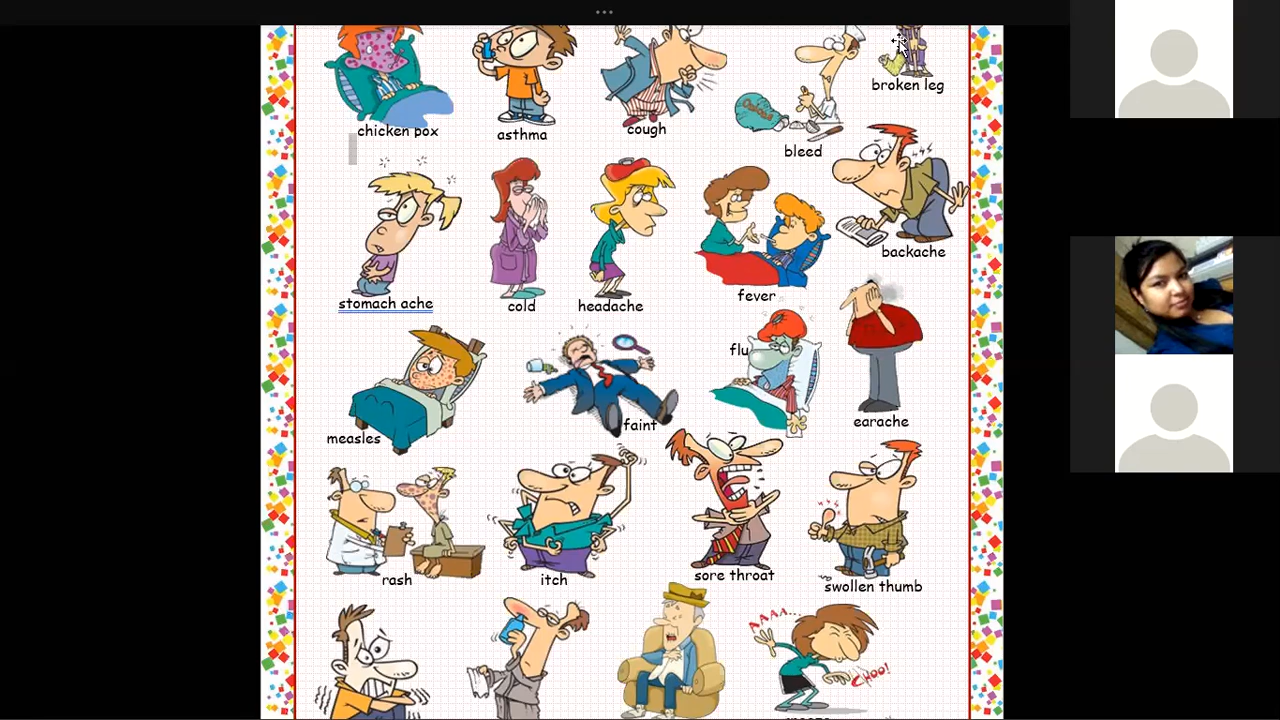 broken leg
chicken pox
asthma
cough
bleed
backache
stomach ache
cold
headache
fever
flu
earache
faint
measles
rash
itch
sore throat
swollen thumb
AAAA...
CHOO!